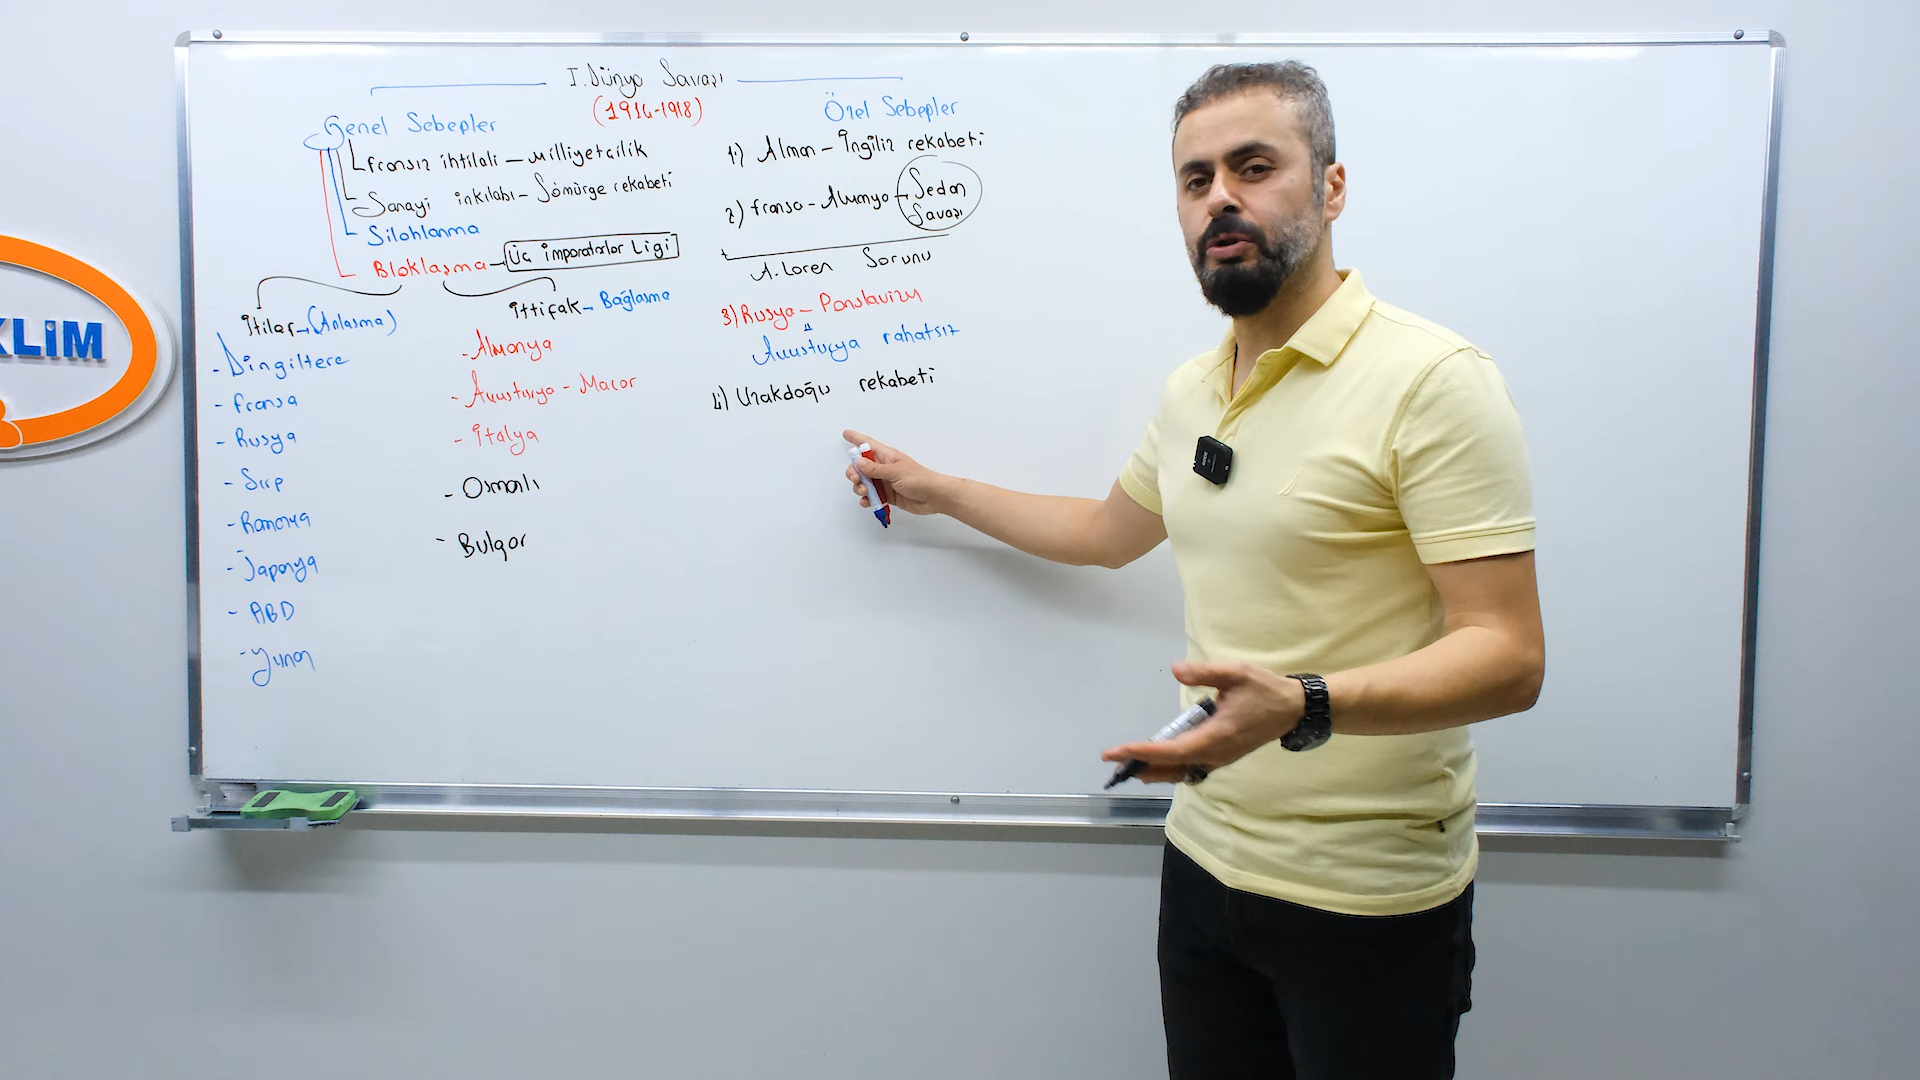 I. Dünya Savaşı
(1914-1918)
Genel Sebepler
Fransız ihtilali - Milliyetçilik
Sanayi inkılabı - Sömürge rekabeti
Silahlanma
Bloklaşma - Üç imparatorlar Ligi
İtilaf - (Anlaşma)
- İngiltere
- Fransa
- Rusya
- Sırp
- Romanya
- Japonya
- ABD
- Yunan
İttifak - Bağlaşma
- Almanya
- Avusturya - Macar
- İtalya
- Osmanlı
- Bulgar
Özel Sebepler
1) Alman - İngiliz rekabeti
2) Fransa - Almanya - Sedan Savaşı
A. Loren Sorunu
3) Rusya - Panslavizm
Avusturya rahatsız
4) Uzakdoğu rekabeti
KLİM